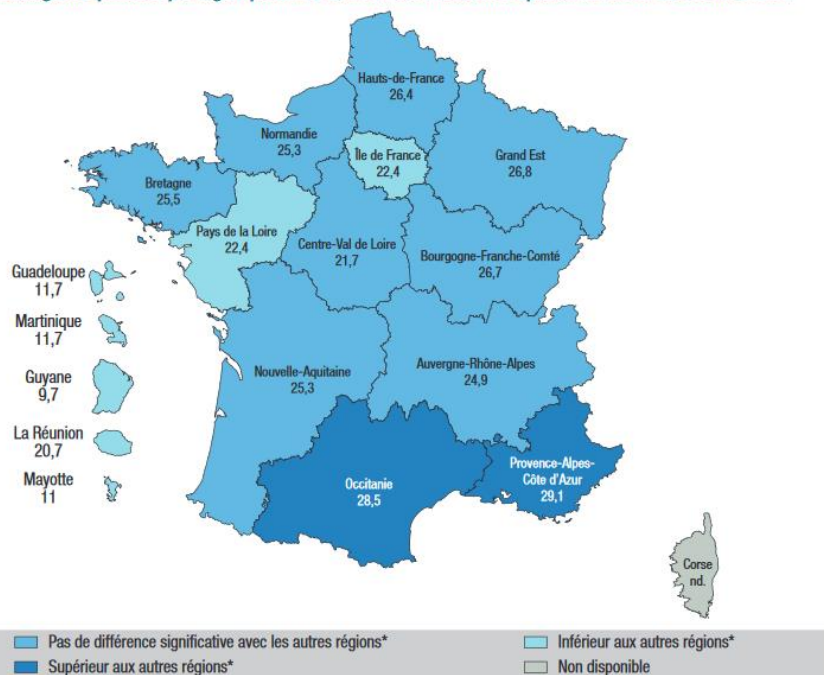 Hauts-de-France
26,4
Normandie
25,3
Île de France
22,4
Grand Est
26,8
Bretagne
25,5
Pays de la Loire
22,4
Centre-Val de Loire
21,7
Bourgogne-Franche-Comté
26,7
Guadeloupe
11,7
Martinique
11,7
Guyane
9,7
La Réunion
20,7
Mayotte
11
Nouvelle-Aquitaine
25,3
Auvergne-Rhône-Alpes
24,9
Occitanie
28,5
Provence-Alpes-
Côte d'Azur
29,1
Corse
nd.
Pas de différence significative avec les autres régions*
Inférieur aux autres régions*
Supérieur aux autres régions*
Non disponible